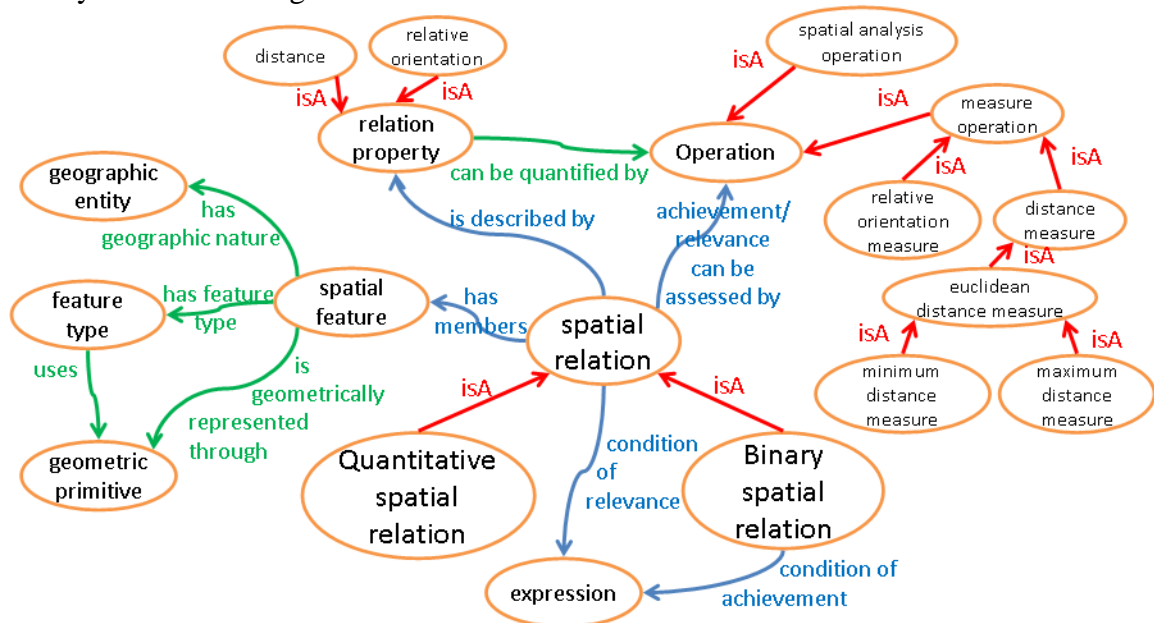 distance
relative
orientation
spatial analysis
operation
isA
isA
isA
isA
relation
property
Operation
measure
operation
can be quantified by
isA
isA
geographic
entity
has
geographic nature
is described by
achievement/
relevance
can be
assessed by
relative
orientation
measure
distance
measure
isA
feature
type
has feature
type
spatial
feature
has
members
spatial
relation
euclidean
distance measure
uses
is
geometrically
represented
through
isA
isA
isA
isA
minimum
distance
measure
maximum
distance
measure
geometric
primitive
Quantitative
spatial
relation
condition
of
relevance
Binary
spatial
relation
expression
condition of
achievement